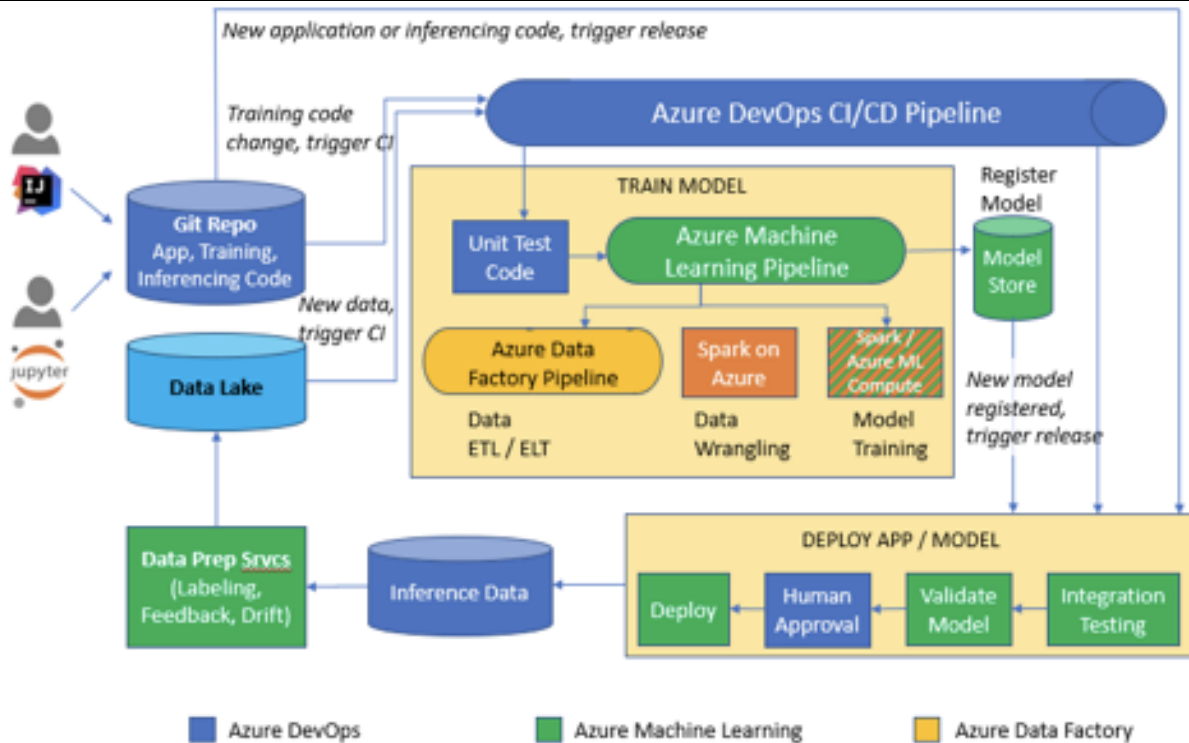 New application or inferencing code, trigger release
Training code
change, trigger CI
Azure DevOps CI/CD Pipeline
IJ
TRAIN MODEL
Register
Model
Git Repo
App, Training,
Inferencing Code
Unit Test
Code
Azure Machine
Learning Pipeline
Model
Store
New data,
trigger CI
jupyter
Data Lake
Azure Data
Factory Pipeline
Spark on
Azure
Spark /
Azure ML
Compute
Data
ETL / ELT
Data
Wrangling
Model
Training
New model
registered,
trigger release
DEPLOY APP / MODEL
Data Prep Srvcs
(Labeling,
Feedback, Drift)
Inference Data
Deploy
Human
Approval
Validate
Model
Integration
Testing
Azure DevOps
Azure Machine Learning
Azure Data Factory